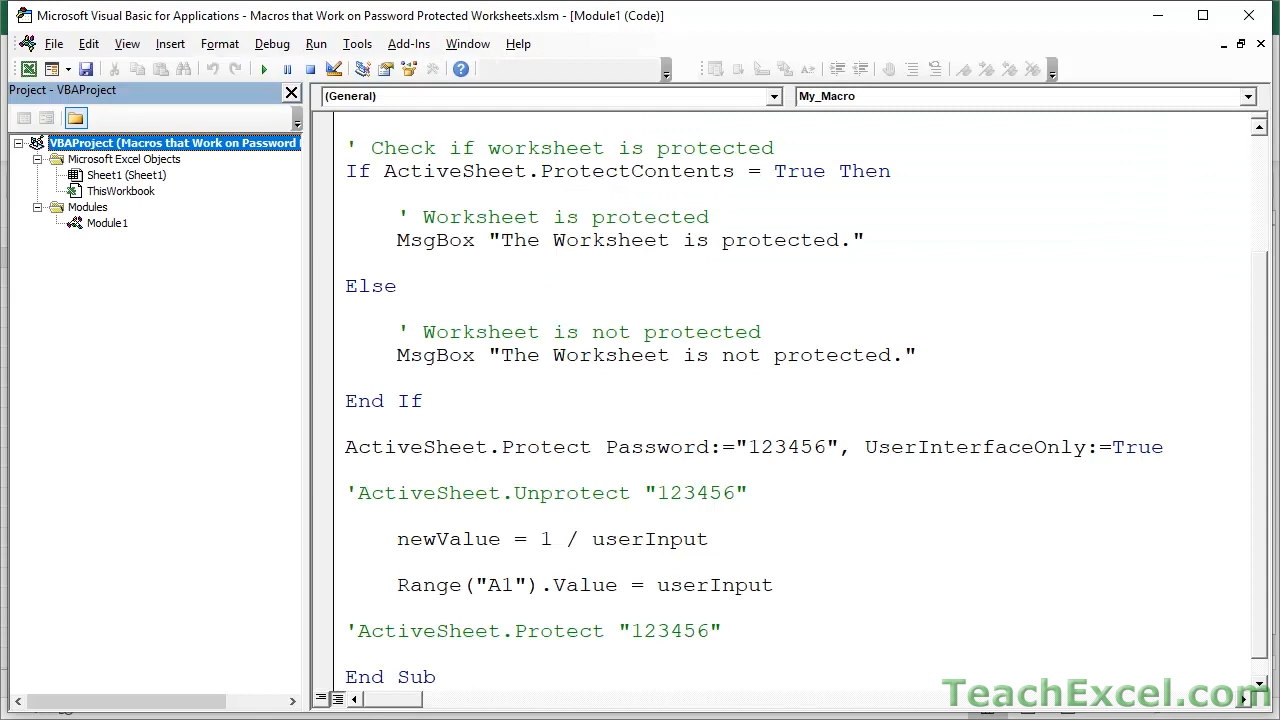 Microsoft Visual Basic for Applications - Macros that Work on Password Protected Worksheets.xlsm - [Module1 (Code)]
File Edit View Insert Format Debug Run Tools Add-Ins Window Help
Project - VBAProject
VBAProject (Macros that Work on Password
Microsoft Excel Objects
Sheet1 (Sheet1)
ThisWorkbook
Modules
Module1
(General)
My_Macro
' Check if worksheet is protected
If ActiveSheet.ProtectContents = True Then
' Worksheet is protected
MsgBox "The Worksheet is protected."
Else
' Worksheet is not protected
MsgBox "The Worksheet is not protected."
End If
ActiveSheet.Protect Password:="123456", UserInterfaceOnly:=True
'ActiveSheet.Unprotect "123456"
newValue = 1 / userInput
Range("A1").Value = userInput
'ActiveSheet.Protect "123456"
End Sub
TeachExcel.com